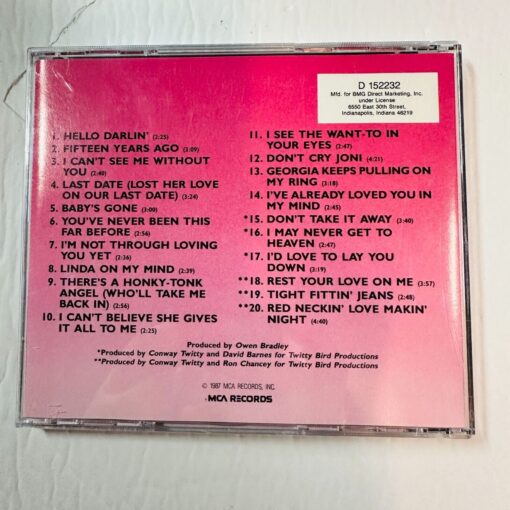 D 152232
Mfd. for BMG Direct Marketing, Inc.
under License
6550 East 30th Street,
Indianapolis, Indiana 46219
1. HELLO DARLIN' (2:25)
2. FIFTEEN YEARS AGO (3:09)
3. I CAN'T SEE ME WITHOUT
YOU (2:40)
4. LAST DATE (LOST HER LOVE
ON OUR LAST DATE) (3:24)
5. BABY'S GONE (3:09)
6. YOU'VE NEVER BEEN THIS
FAR BEFORE (2:56)
7. I'M NOT THROUGH LOVING
YOU YET (2:36)
8. LINDA ON MY MIND (2:39)
9. THERE'S A HONKY-TONK
ANGEL (WHO'LL TAKE ME
BACK IN) (2:56)
10. I CAN'T BELIEVE SHE GIVES
IT ALL TO ME (2:25)
11. I SEE THE WANT-TO IN
YOUR EYES (2:47)
12. DON'T CRY JONI (4:21)
13. GEORGIA KEEPS PULLING ON
MY RING (3:18)
14. I'VE ALREADY LOVED YOU IN
MY MIND (2:45)
*15. DON'T TAKE IT AWAY (3:40)
*16. I MAY NEVER GET TO
HEAVEN (2:47)
*17. I'D LOVE TO LAY YOU
DOWN (3:19)
**18. REST YOUR LOVE ON ME (3:57)
**19. TIGHT FITTIN' JEANS (2:48)
**20. RED NECKIN' LOVE MAKIN'
NIGHT (4:40)
Produced by Owen Bradley
*Produced by Conway Twitty and David Barnes for Twitty Bird Productions
**Produced by Conway Twitty and Ron Chancey for Twitty Bird Productions
© 1987 MCA RECORDS, INC.
MCA RECORDS